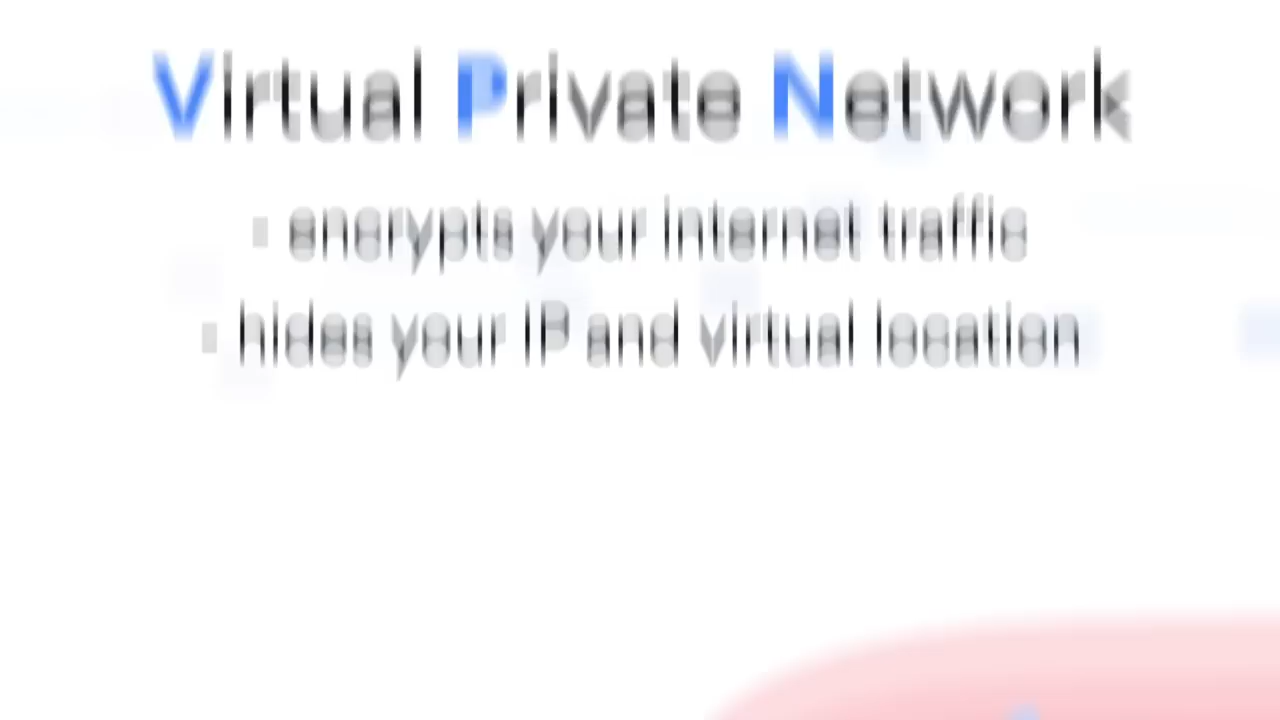 Virtual Private Network
· encrypts your internet traffic
· hides your IP and virtual location